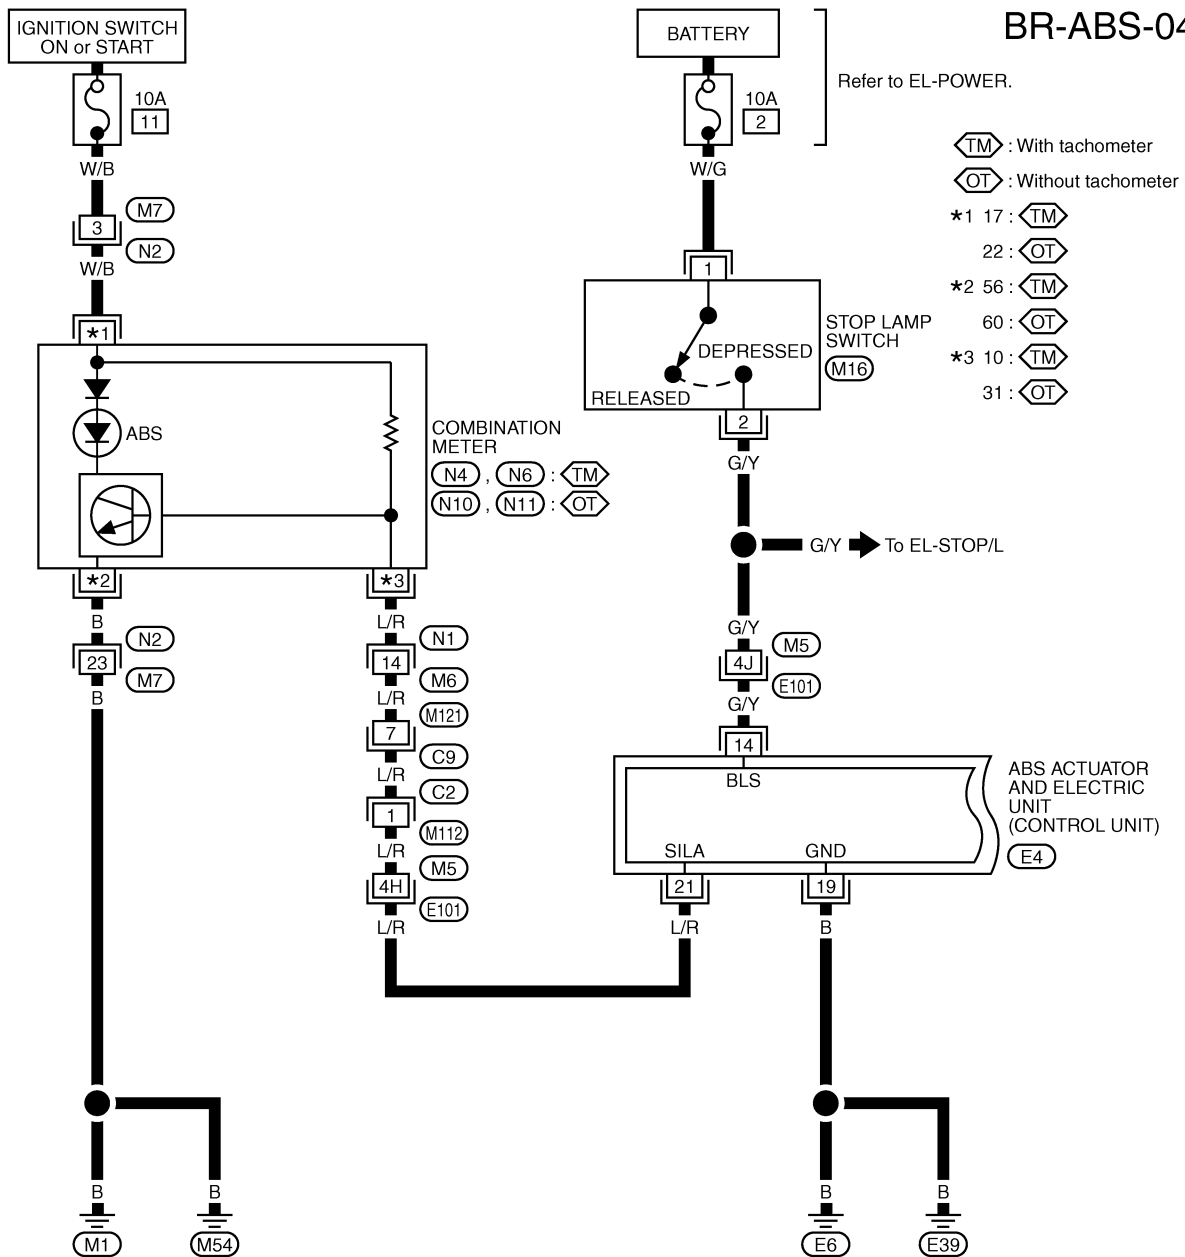 BR-ABS-04
IGNITION SWITCH
ON or START
BATTERY
Refer to EL-POWER.
10A
11
10A
2
W/B
W/G
TM : With tachometer
OT : Without tachometer
*1 17 : TM
22 : OT
*2 56 : TM
60 : OT
*3 10 : TM
31 : OT
3
M7
N2
W/B
*1
1
STOP LAMP
SWITCH
M16
DEPRESSED
RELEASED
2
G/Y
ABS
COMBINATION
METER
N4 , N6 : TM
N10 , N11 : OT
G/Y
To EL-STOP/L
*2
*3
B
N2
23
M7
B
L/R
N1
14
M6
L/R
M121
7
C9
L/R
C2
1
M112
L/R
M5
4H
E101
L/R
G/Y
M5
4J
E101
G/Y
14
BLS
ABS ACTUATOR
AND ELECTRIC
UNIT
(CONTROL UNIT)
E4
SILA
GND
21
19
L/R
B
B
B
B
B
M1
M54
E6
E39